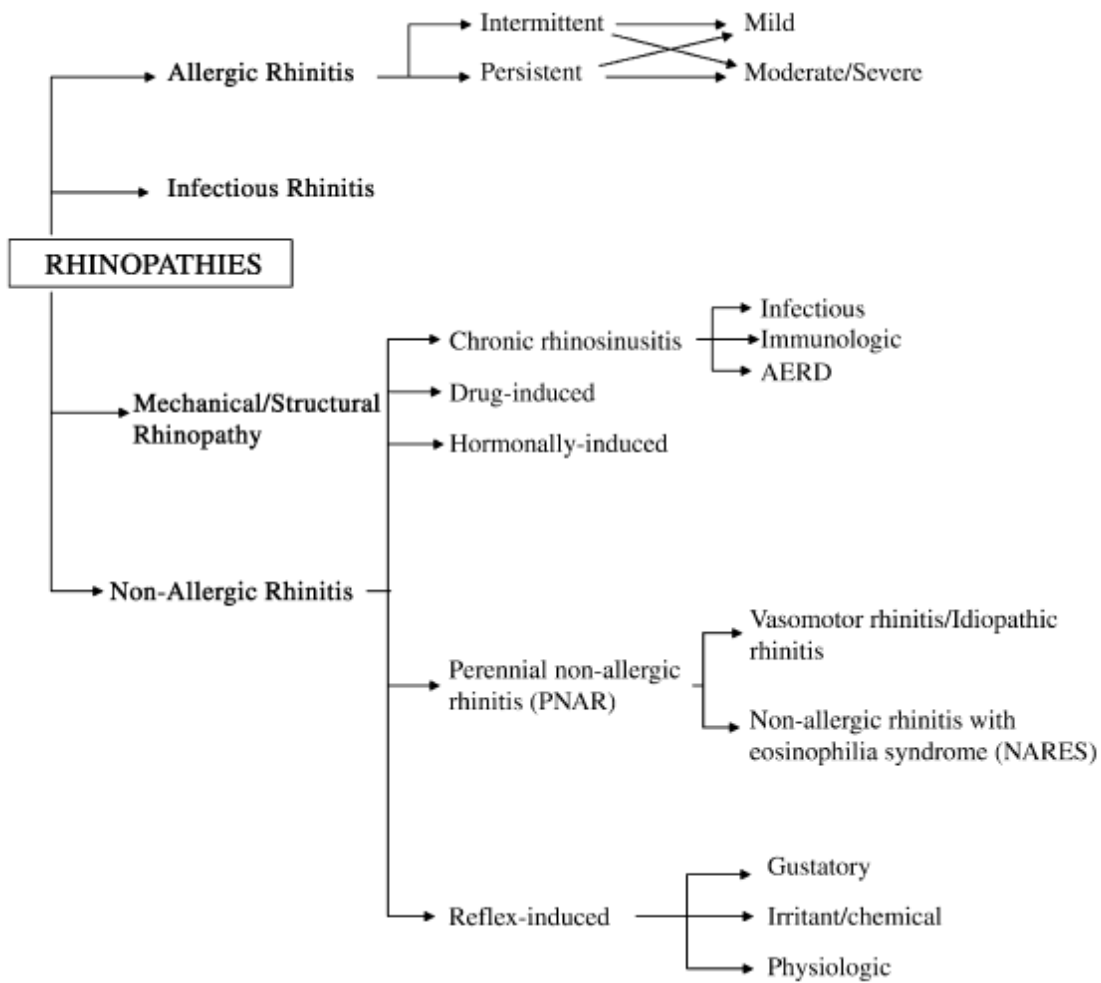 Intermittent
Mild
Allergic Rhinitis
Persistent
Moderate/Severe
Infectious Rhinitis
RHINOPATHIES
Infectious
Chronic rhinosinusitis
Immunologic
AERD
Drug-induced
Mechanical/Structural
Rhinopathy
Hormonally-induced
Non-Allergic Rhinitis
Vasomotor rhinitis/Idiopathic
rhinitis
Perennial non-allergic
rhinitis (PNAR)
Non-allergic rhinitis with
eosinophilia syndrome (NARES)
Gustatory
Reflex-induced
Irritant/chemical
Physiologic